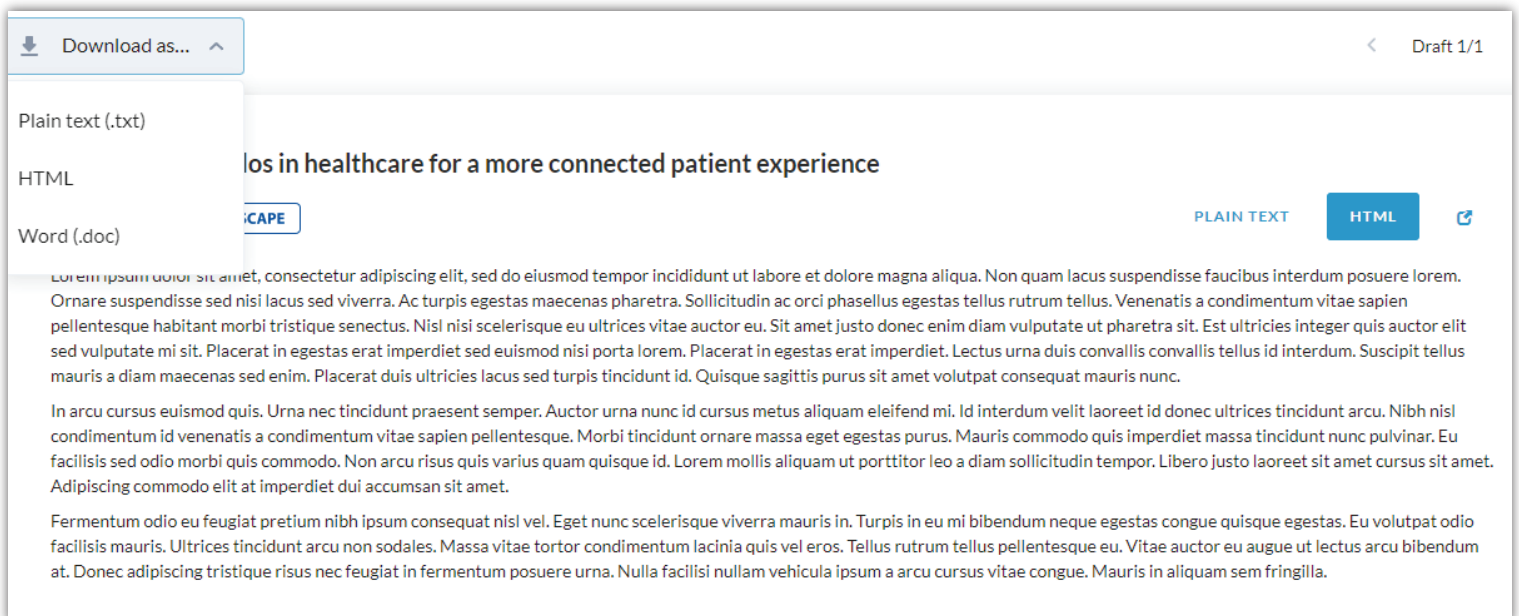 Download as...
Draft 1/1
Plain text (.txt)
HTML
Word (.doc)
in healthcare for a more connected patient experience
PLAIN TEXT
HTML
Lorem ipsum dolor sit amet, consectetur adipiscing elit, sed do eiusmod tempor incididunt ut labore et dolore magna aliqua. Non quam lacus suspendisse faucibus interdum posuere lorem.
Ornare suspendisse sed nisi lacus sed viverra. Ac turpis egestas maecenas pharetra. Sollicitudin ac orci phasellus egestas tellus rutrum tellus. Venenatis a condimentum vitae sapien
pellentesque habitant morbi tristique senectus. Nisl nisi scelerisque eu ultrices vitae auctor eu. Sit amet justo donec enim diam vulputate ut pharetra sit. Est ultricies integer quis auctor elit
sed vulputate mi sit. Placerat in egestas erat imperdiet sed euismod nisi porta lorem. Placerat in egestas erat imperdiet. Lectus urna duis convallis convallis tellus id interdum. Suscipit tellus
mauris a diam maecenas sed enim. Placerat duis ultricies lacus sed turpis tincidunt id. Quisque sagittis purus sit amet volutpat consequat mauris nunc.
In arcu cursus euismod quis. Urna nec tincidunt praesent semper. Auctor urna nunc id cursus metus aliquam eleifend mi. Id interdum velit laoreet id donec ultrices tincidunt arcu. Nibh nisl
condimentum id venenatis a condimentum vitae sapien pellentesque. Morbi tincidunt ornare massa eget egestas purus. Mauris commodo quis imperdiet massa tincidunt nunc pulvinar. Eu
facilisis sed odio morbi quis commodo. Non arcu risus quis varius quam quisque id. Lorem mollis aliquam ut porttitor leo a diam sollicitudin tempor. Libero justo laoreet sit amet cursus sit amet.
Adipiscing commodo elit at imperdiet dui accumsan sit amet.
Fermentum odio eu feugiat pretium nibh ipsum consequat nisl vel. Eget nunc scelerisque viverra mauris in. Turpis in eu mi bibendum neque egestas congue quisque egestas. Eu volutpat odio
facilisis mauris. Ultrices tincidunt arcu non sodales. Massa vitae tortor condimentum lacinia quis vel eros. Tellus rutrum tellus pellentesque eu. Vitae auctor eu augue ut lectus arcu bibendum
at. Donec adipiscing tristique risus nec feugiat in fermentum posuere urna. Nulla facilisi nullam vehicula ipsum a arcu cursus vitae congue. Mauris in aliquam sem fringilla.